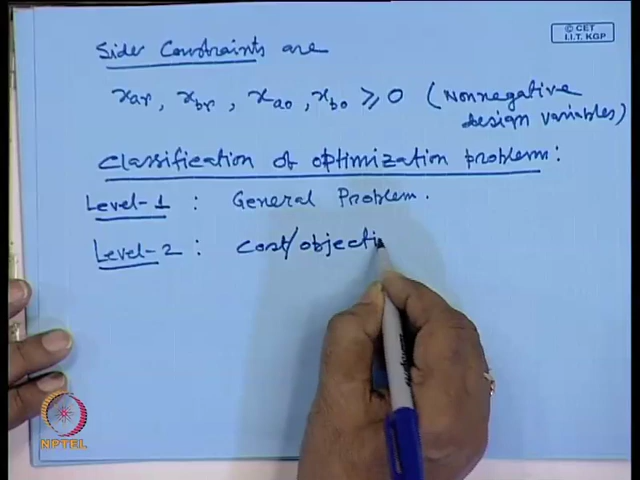 © CET
I.I.T. KGP
Side Constraints are
xar, xbr, xao, xbo ⩾ 0 (Nonnegative
design variables)
Classification of optimization problem:
Level-1 : General Problem.
Level-2 : Cost/objecti
NPTEL